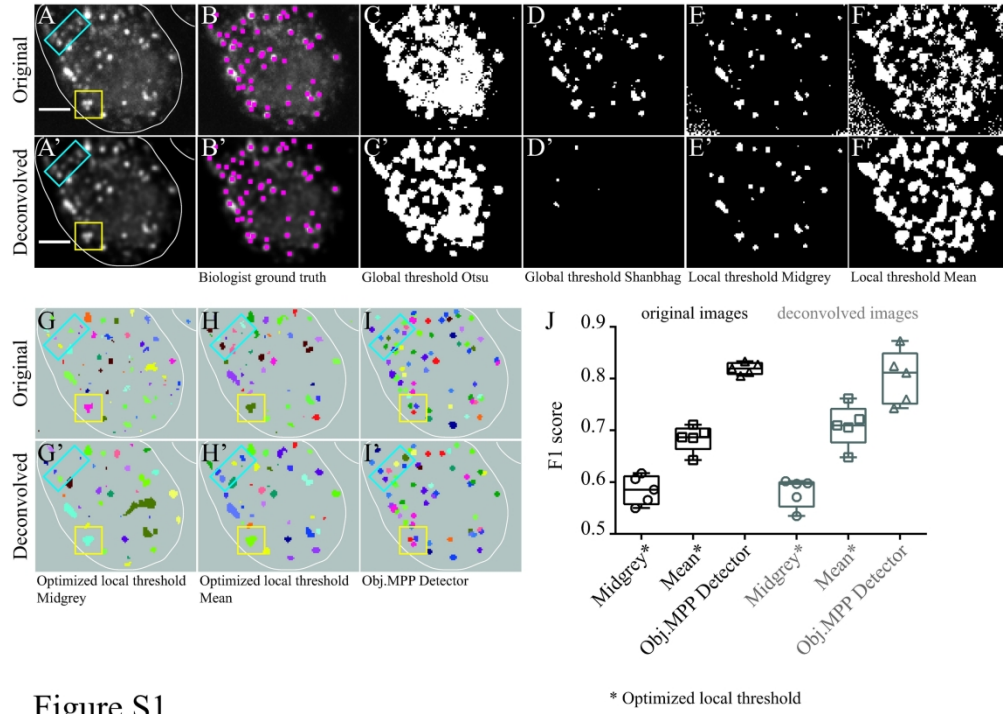 A B C D E F
Original
A' B' C' D' E' F'
Deconvolved
Biologist ground truth
Global threshold Otsu
Global threshold Shanbhag
Local threshold Midgrey
Local threshold Mean
G H I
Original
G' H' I'
Deconvolved
Optimized local threshold
Midgrey
Optimized local threshold
Mean
Obj.MPP Detector
J
original images
deconvolved images
0.9
0.8
0.7
0.6
0.5
F1 score
Midgrey*
Mean*
Obj.MPP Detector
Midgrey*
Mean*
Obj.MPP Detector
* Optimized local threshold
Figure S1